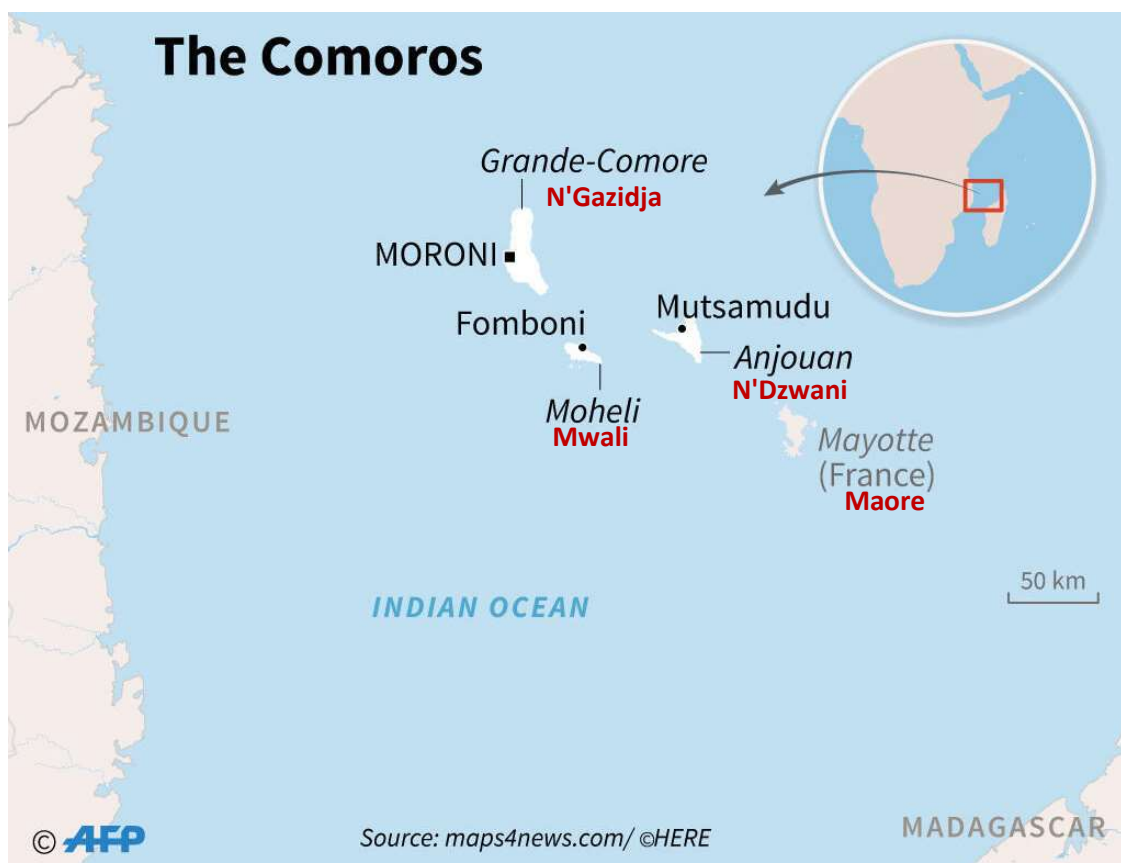 The Comoros
Grande-Comore
N'Gazidja
MORONI
Fomboni
Mutsamudu
Anjouan
N'Dzwani
Moheli
Mwali
MOZAMBIQUE
Mayotte
(France)
Maore
50 km
INDIAN OCEAN
MADAGASCAR
© AFP
Source: maps4news.com/ ©HERE